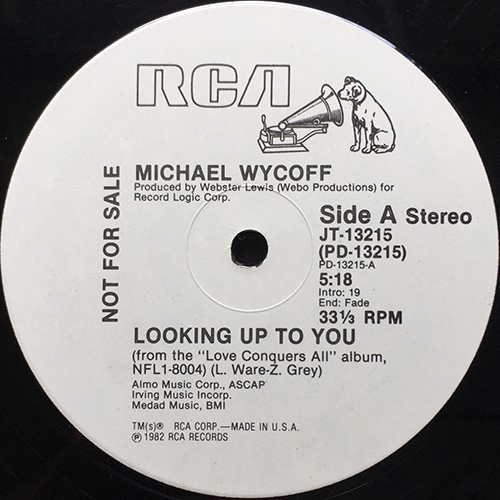 RCA
NOT FOR SALE
MICHAEL WYCOFF
Produced by Webster Lewis (Webo Productions) for
Record Logic Corp.
Side A Stereo
JT-13215
(PD-13215)
PD-13215-A
5:18
Intro: 19
End: Fade
33⅓ RPM
LOOKING UP TO YOU
(from the "Love Conquers All" album,
NFL1-8004) (L. Ware-Z. Grey)
Almo Music Corp., ASCAP
Irving Music Incorp.
Medad Music, BMI
TM(s)® RCA CORP.—MADE IN U.S.A.
℗ 1982 RCA RECORDS